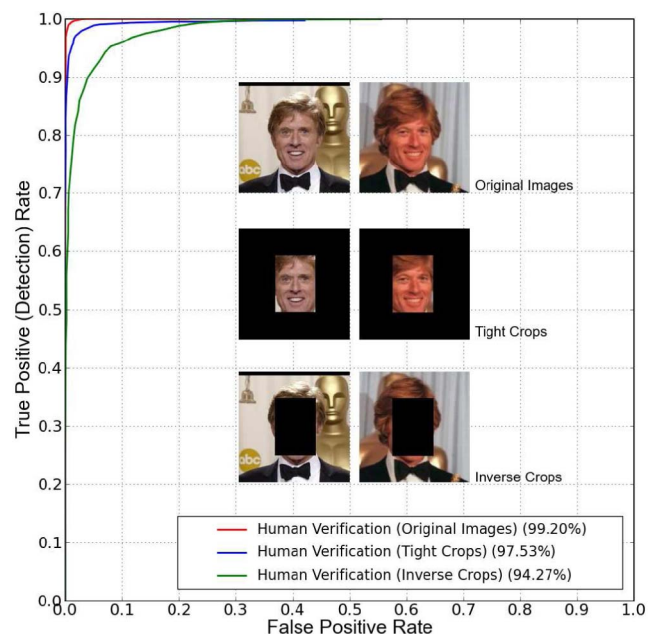 1.0
0.9
0.8
0.7
0.6
0.5
0.4
0.3
0.2
0.1
0.0
True Positive (Detection) Rate
abc
Original Images
Tight Crops
abc
Inverse Crops
Human Verification (Original Images) (99.20%)
Human Verification (Tight Crops) (97.53%)
Human Verification (Inverse Crops) (94.27%)
0.0 0.1 0.2 0.3 0.4 0.5 0.6 0.7 0.8 0.9 1.0
False Positive Rate